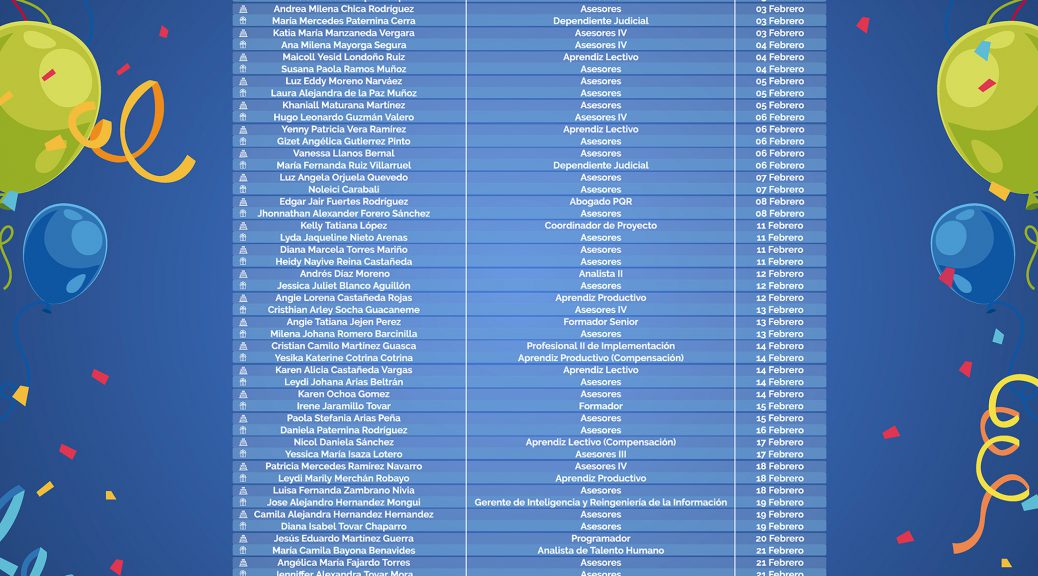 Andrea Milena Chica Rodríguez Asesores 03 Febrero
María Mercedes Paternina Cerra Dependiente Judicial 03 Febrero
Katia María Manzaneda Vergara Asesores IV 03 Febrero
Ana Milena Mayorga Segura Asesores IV 04 Febrero
Maicoll Yesid Londoño Ruiz Aprendiz Lectivo 04 Febrero
Susana Paola Ramos Muñoz Asesores 04 Febrero
Luz Eddy Moreno Narváez Asesores 05 Febrero
Laura Alejandra de la Paz Muñoz Asesores 05 Febrero
Khaniall Maturana Martínez Asesores 05 Febrero
Hugo Leonardo Guzmán Valero Asesores IV 06 Febrero
Yenny Patricia Vera Ramírez Aprendiz Lectivo 06 Febrero
Gizet Angélica Gutierrez Pinto Asesores 06 Febrero
Vanessa Llanos Bernal Asesores 06 Febrero
María Fernanda Ruiz Villarruel Dependiente Judicial 06 Febrero
Luz Angela Orjuela Quevedo Asesores 07 Febrero
Noleici Carabali Asesores 07 Febrero
Edgar Jair Fuertes Rodríguez Abogado PQR 08 Febrero
Jhonnathan Alexander Forero Sánchez Asesores 08 Febrero
Kelly Tatiana López Coordinador de Proyecto 11 Febrero
Lyda Jaqueline Nieto Arenas Asesores 11 Febrero
Diana Marcela Torres Mariño Asesores 11 Febrero
Heidy Nayive Reina Castañeda Asesores 11 Febrero
Andrés Díaz Moreno Analista II 12 Febrero
Jessica Juliet Blanco Aguillón Asesores 12 Febrero
Angie Lorena Castañeda Rojas Aprendiz Productivo 12 Febrero
Cristhian Arley Socha Guacaneme Asesores IV 13 Febrero
Angie Tatiana Jejen Perez Formador Senior 13 Febrero
Milena Johana Romero Barcinilla Asesores 13 Febrero
Cristian Camilo Martínez Guasca Profesional II de Implementación 14 Febrero
Yesika Katerine Cotrina Cotrina Aprendiz Productivo (Compensación) 14 Febrero
Karen Alicia Castañeda Vargas Aprendiz Lectivo 14 Febrero
Leydi Johana Arias Beltrán Asesores 14 Febrero
Karen Ochoa Gomez Asesores 14 Febrero
Irene Jaramillo Tovar Formador 15 Febrero
Paola Stefania Arias Peña Asesores 15 Febrero
Daniela Paternina Rodríguez Asesores 16 Febrero
Nicol Daniela Sánchez Aprendiz Lectivo (Compensación) 17 Febrero
Yessica María Isaza Lotero Asesores III 17 Febrero
Patricia Mercedes Ramírez Navarro Asesores IV 18 Febrero
Leydi Marily Merchán Robayo Aprendiz Productivo 18 Febrero
Luisa Fernanda Zambrano Nivia Asesores 18 Febrero
Jose Alejandro Hernandez Mongui Gerente de Inteligencia y Reingeniería de la Información 19 Febrero
Camila Alejandra Hernandez Hernandez Asesores 19 Febrero
Diana Isabel Tovar Chaparro Asesores 19 Febrero
Jesús Eduardo Martínez Guerra Programador 20 Febrero
María Camila Bayona Benavides Analista de Talento Humano 21 Febrero
Angélica María Fajardo Torres Asesores 21 Febrero
Jenniffer Alexandra Tovar Mora Asesores 21 Febrero